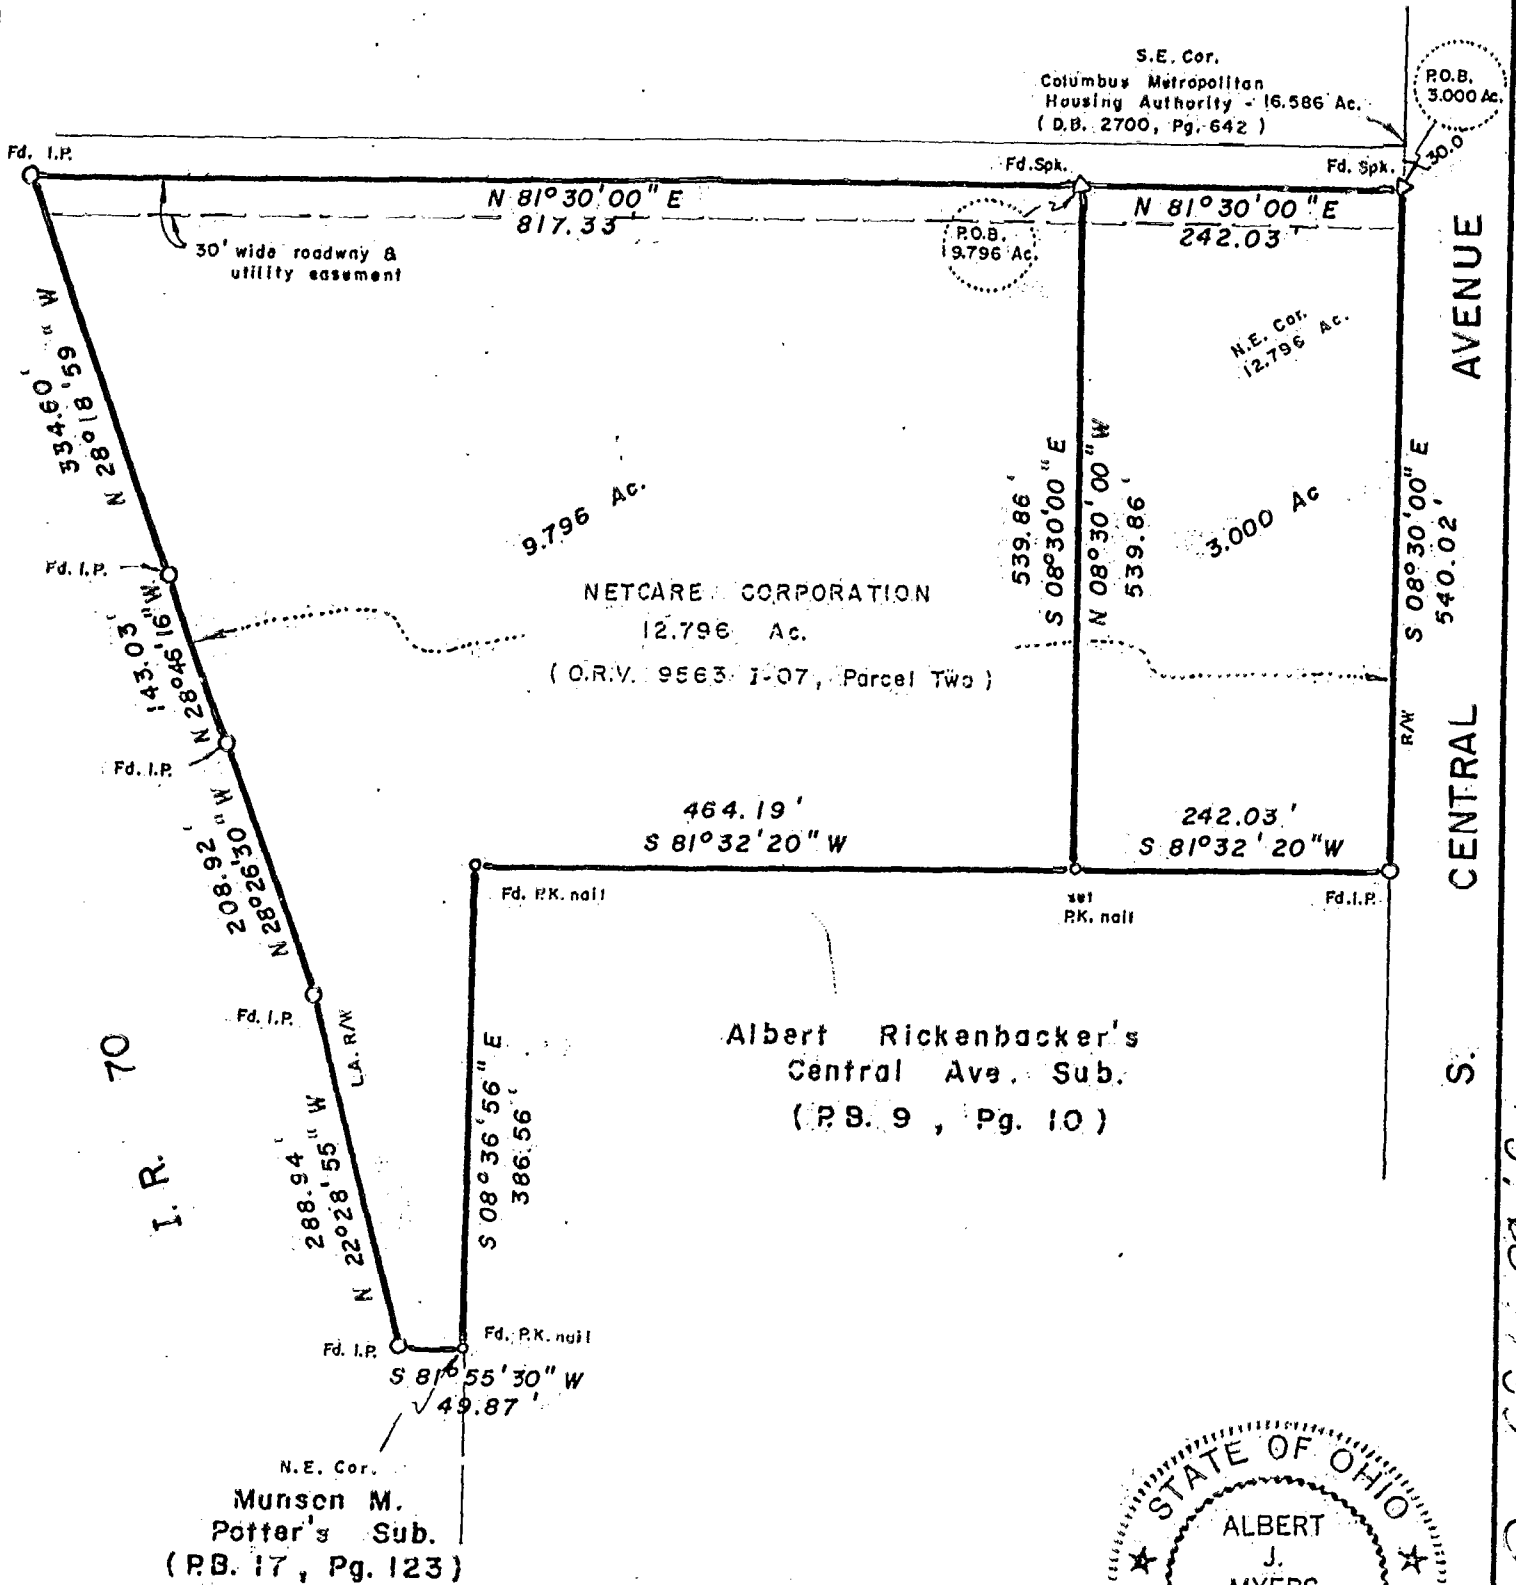 S.E. Cor.
Columbus Metropolitan
Housing Authority - 16.586 Ac.
( D.B. 2700, Pg. 642 )
P.O.B.
3.000 Ac.
30.0'
Fd. I.P.
Fd. Spk.
Fd. Spk.
N 81°30'00" E
817.33'
N 81°30'00" E
242.03'
P.O.B.
9.796 Ac.
30' wide roadway &
utility easement
N.E. Cor.
12.796 Ac.
S. CENTRAL AVENUE
334.60'
N 28°18'59" W
9.796 Ac.
539.86'
S 08°30'00" E
N 08°30'00" W
539.86'
3.000 Ac
S 08°30'00" E
540.02'
Fd. I.P.
NETCARE CORPORATION
12.796 Ac.
( O.R.V. 9563 I-07, Parcel Two )
143.03'
N 28°46'16" W
R/W
Fd. I.P.
208.92'
N 28°26'30" W
464.19'
S 81°32'20" W
242.03'
S 81°32'20" W
Fd. P.K. nail
set
P.K. nail
Fd. I.P.
Fd. I.P.
L.A. R/W
I. R. 70
S 08°36'56" E
386.56'
Albert Rickenbacker's
Central Ave. Sub.
( P.B. 9 , Pg. 10 )
288.94'
N 22°28'55" W
Fd. I.P.
Fd. P.K. nail
S 81°55'30" W
49.87'
N.E. Cor.
Munson M.
Potter's Sub.
( P.B. 17 , Pg. 123 )
STATE OF OHIO
ALBERT
J.
MYERS